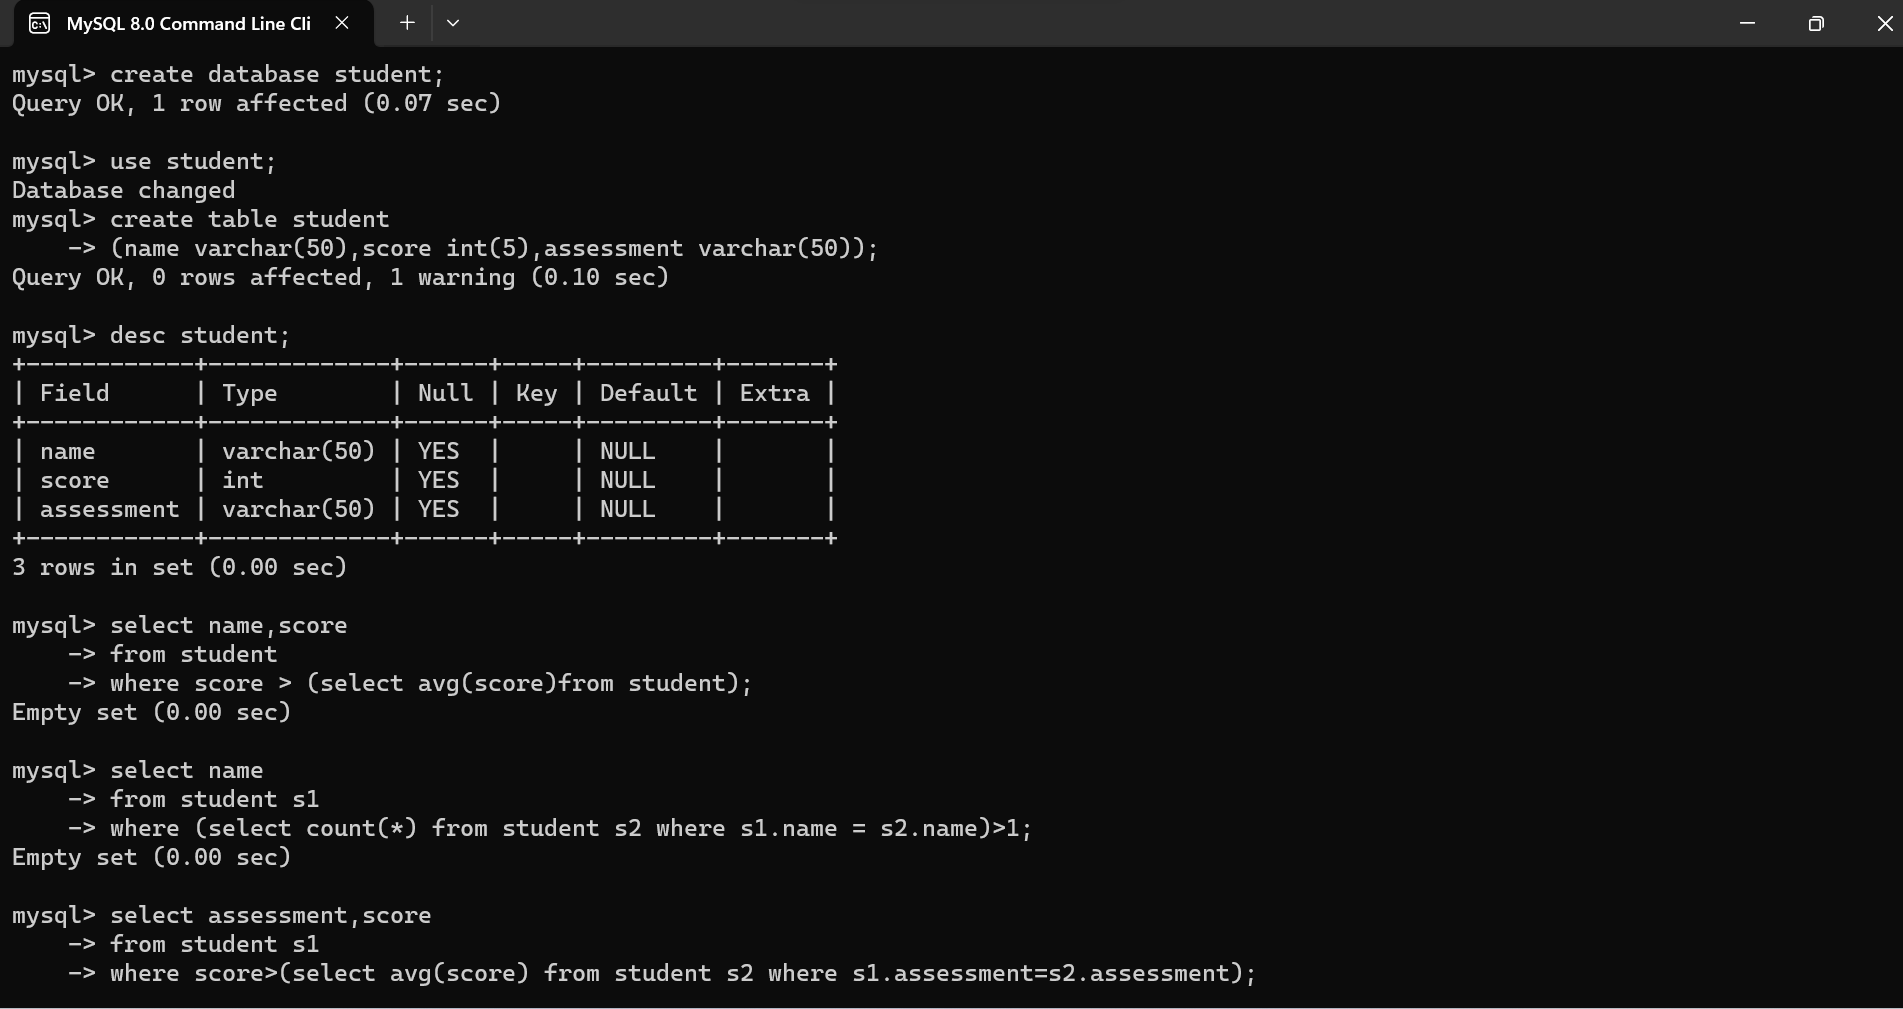 MySQL 8.0 Command Line Cli
mysql> create database student;
Query OK, 1 row affected (0.07 sec)
mysql> use student;
Database changed
mysql> create table student
    -> (name varchar(50),score int(5),assessment varchar(50));
Query OK, 0 rows affected, 1 warning (0.10 sec)
mysql> desc student;
+------------+-------------+------+-----+---------+-------+
| Field      | Type        | Null | Key | Default | Extra |
+------------+-------------+------+-----+---------+-------+
| name       | varchar(50) | YES  |     | NULL    |       |
| score      | int         | YES  |     | NULL    |       |
| assessment | varchar(50) | YES  |     | NULL    |       |
+------------+-------------+------+-----+---------+-------+
3 rows in set (0.00 sec)
mysql> select name,score
    -> from student
    -> where score > (select avg(score)from student);
Empty set (0.00 sec)
mysql> select name
    -> from student s1
    -> where (select count(*) from student s2 where s1.name = s2.name)>1;
Empty set (0.00 sec)
mysql> select assessment,score
    -> from student s1
    -> where score>(select avg(score) from student s2 where s1.assessment=s2.assessment);